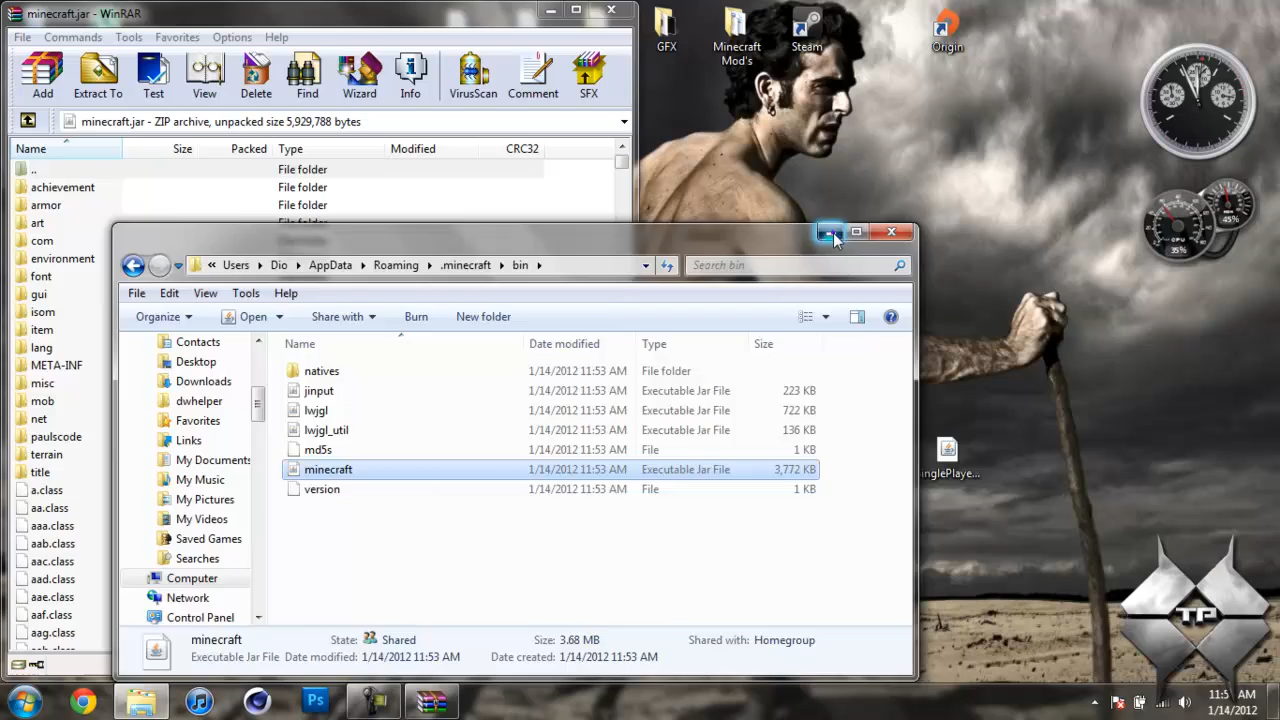 minecraft.jar - WinRAR
File Commands Tools Favorites Options Help
Add Extract To Test View Delete Find Wizard Info VirusScan Comment SFX
minecraft.jar - ZIP archive, unpacked size 5,929,788 bytes
Name Size Packed Type Modified CRC32
.. File folder
achievement File folder
armor File folder
art
com
environment
font
gui
isom
item
lang
META-INF
misc
mob
net
paulscode
terrain
title
a.class
aa.class
aaa.class
aab.class
aac.class
aad.class
aae.class
aaf.class
aag.class
GFX
Minecraft
Mod's
Steam
Origin
45%
CPU
35%
« Users Dio AppData Roaming .minecraft bin
Search bin
File Edit View Tools Help
Organize Open Share with Burn New folder
Contacts
Desktop
Downloads
dwhelper
Favorites
Links
My Documents
My Music
My Pictures
My Videos
Saved Games
Searches
Computer
Network
Control Panel
Name Date modified Type Size
natives 1/14/2012 11:53 AM File folder
jinput 1/14/2012 11:53 AM Executable Jar File 223 KB
lwjgl 1/14/2012 11:53 AM Executable Jar File 722 KB
lwjgl_util 1/14/2012 11:53 AM Executable Jar File 136 KB
md5s 1/14/2012 11:53 AM File 1 KB
minecraft 1/14/2012 11:53 AM Executable Jar File 3,772 KB
version 1/14/2012 11:53 AM File 1 KB
minecraft State: Shared Size: 3.68 MB Shared with: Homegroup
Executable Jar File Date modified: 1/14/2012 11:53 AM Date created: 1/14/2012 11:53 AM
inglePlaye...
TP
Ps
AM
1/14/2012